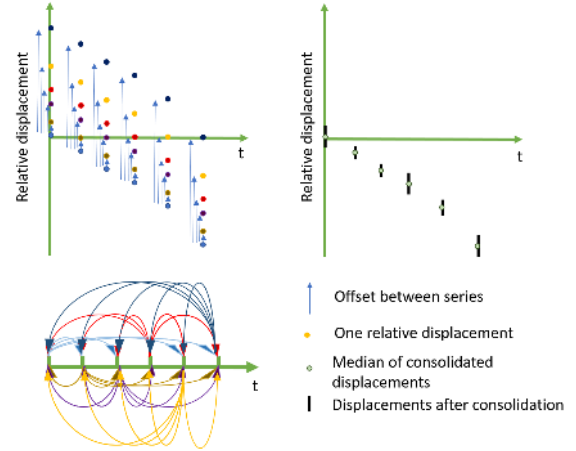 Relative displacement
t
Relative displacement
t
t
Offset between series
One relative displacement
Median of consolidated
displacements
Displacements after consolidation